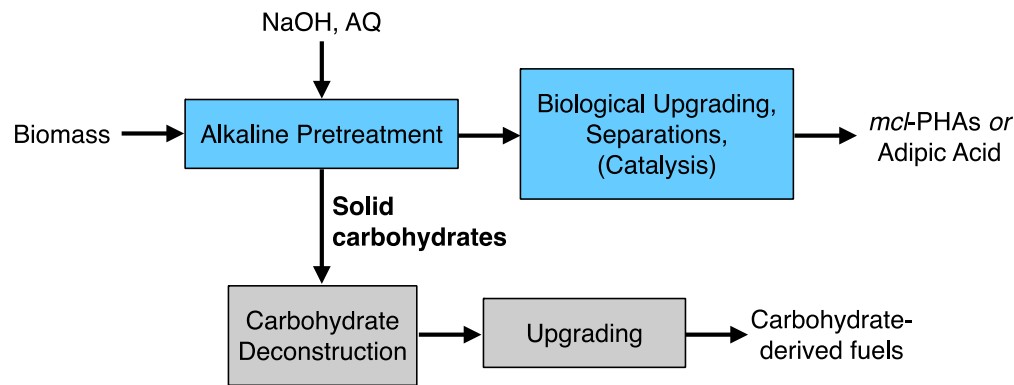 NaOH, AQ
Biomass
Alkaline Pretreatment
Biological Upgrading,
Separations,
(Catalysis)
mcl-PHAs or
Adipic Acid
Solid
carbohydrates
Carbohydrate
Deconstruction
Upgrading
Carbohydrate-
derived fuels